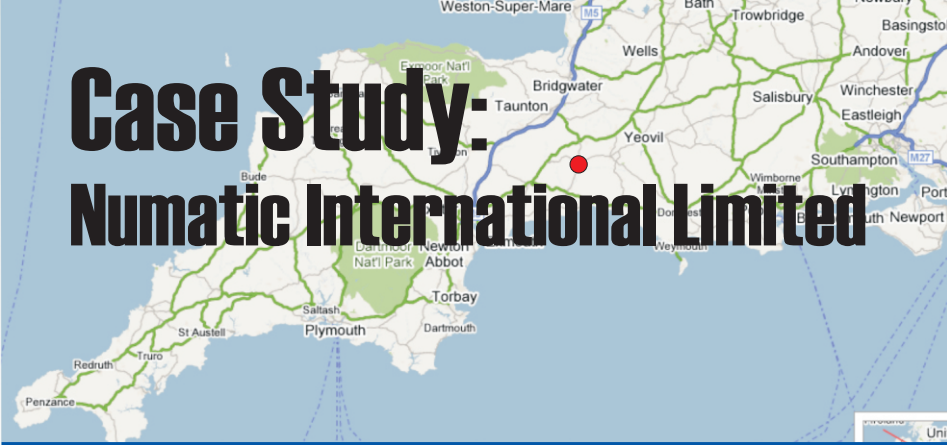 Weston-Super-Mare
M5
Bath
Trowbridge
Wells
Andover
Exmoor Nat'l
Park
Bridgwater
Taunton
Salisbury
Winchester
Eastleigh
Case Study:
Yeovil
Southampton
M27
Bude
Wimborne
Lymington
Newport
Numatic International Limited
Weymouth
Dartmoor
Nat'l Park
Newton
Abbot
Torbay
Saltash
Plymouth
Dartmouth
St Austell
Truro
Redruth
Penzance